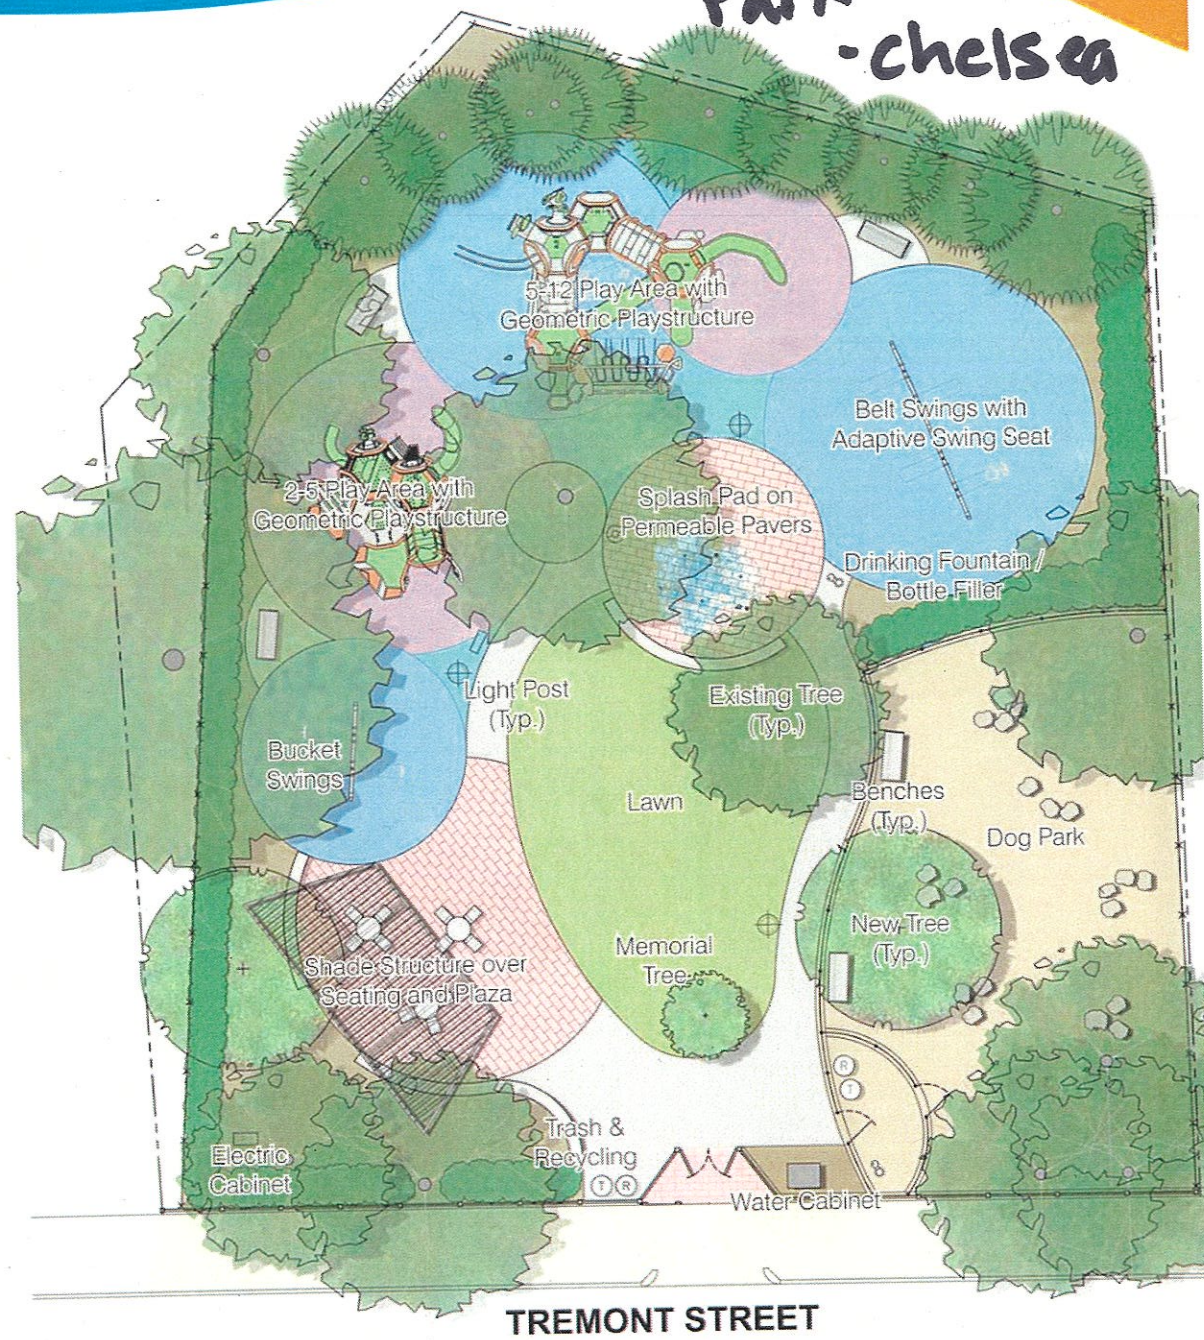 Park
-chelsea
5-12 Play Area with
Geometric Playstructure
Belt Swings with
Adaptive Swing Seat
2-5 Play Area with
Geometric Playstructure
Splash Pad on
Permeable Pavers
Drinking Fountain /
Bottle Filler
Light Post
(Typ.)
Existing Tree
(Typ.)
Bucket
Swings
Lawn
Benches
(Typ.)
Dog Park
New Tree
(Typ.)
Memorial
Tree
Shade Structure over
Seating and Plaza
R
T
Trash &
Recycling
T R
Electric
Cabinet
Water Cabinet
TREMONT STREET